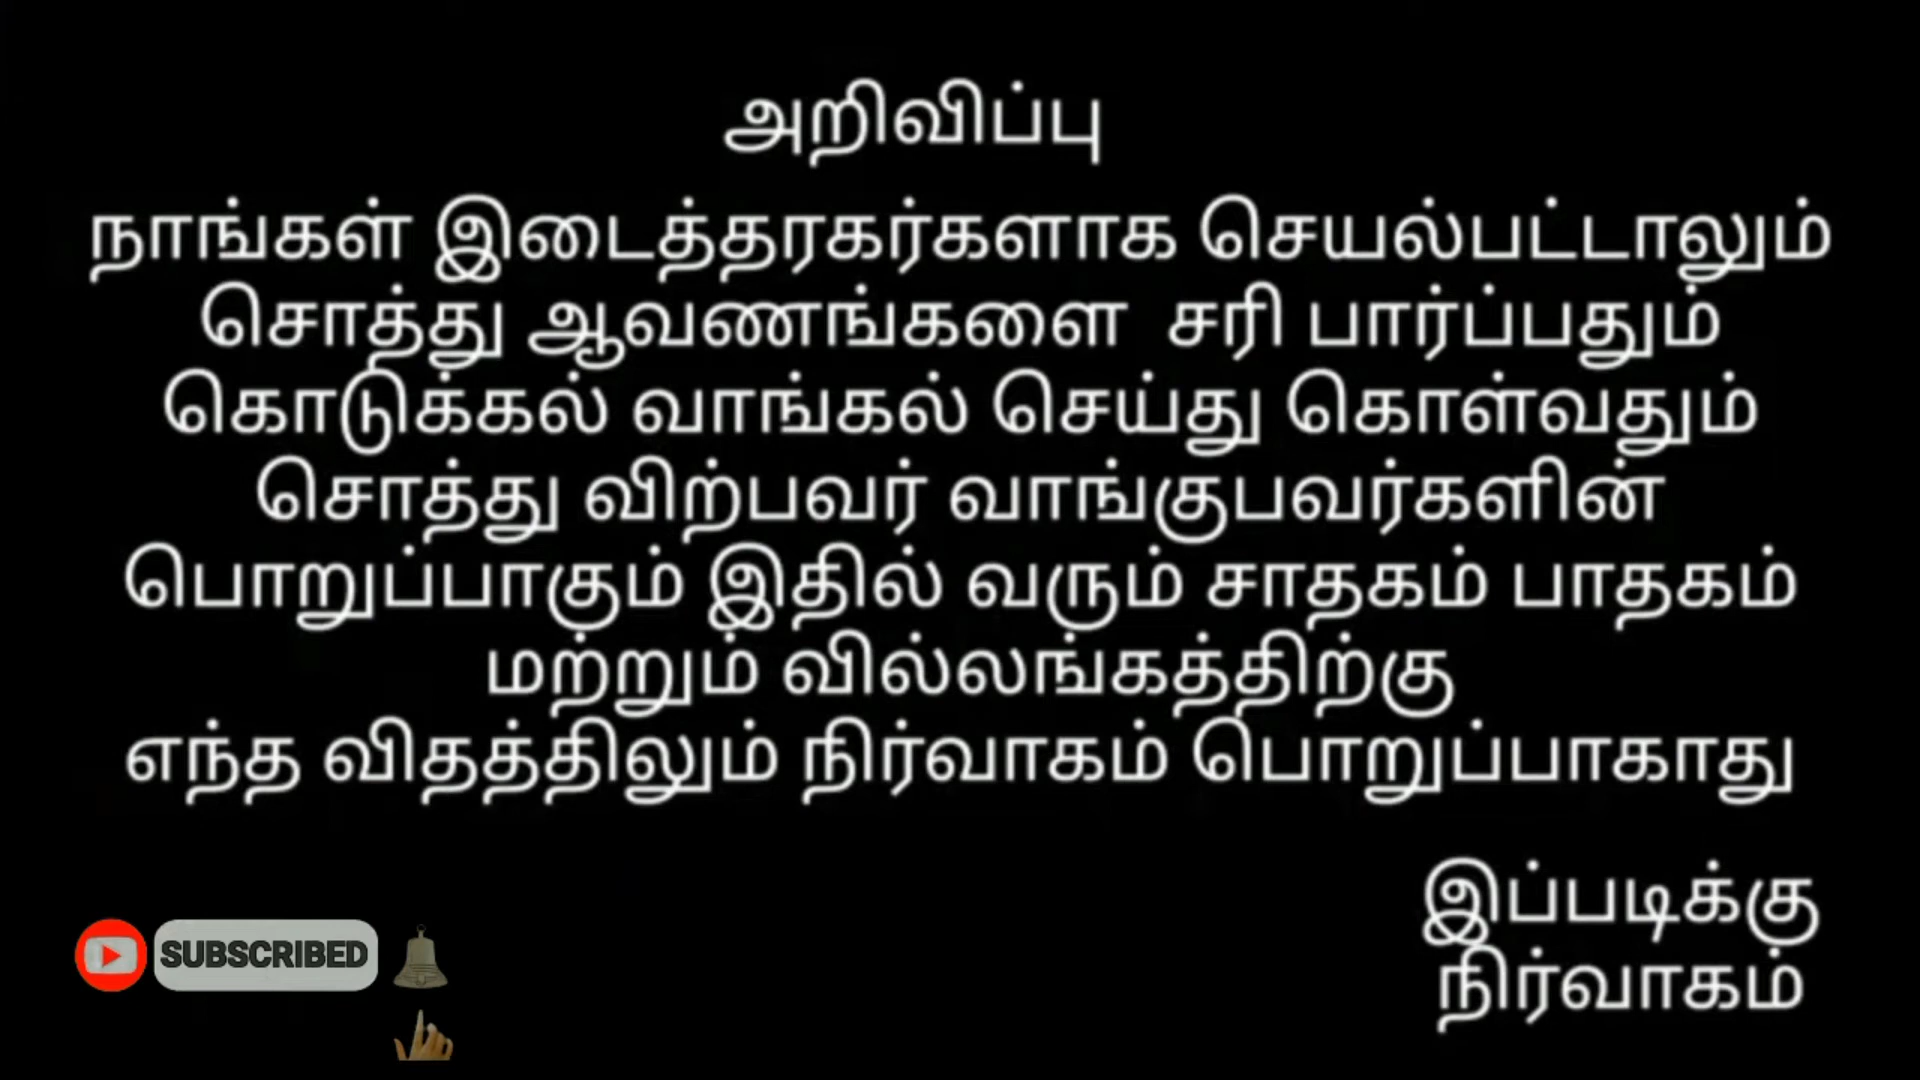 அறிவிப்பு
நாங்கள் இடைத்தரகர்களாக செயல்பட்டாலும்
சொத்து ஆவணங்களை சரி பார்ப்பதும்
கொடுக்கல் வாங்கல் செய்து கொள்வதும்
சொத்து விற்பவர் வாங்குபவர்களின்
பொறுப்பாகும் இதில் வரும் சாதகம் பாதகம்
மற்றும் வில்லங்கத்திற்கு
எந்த விதத்திலும் நிர்வாகம் பொறுப்பாகாது
இப்படிக்கு
நிர்வாகம்
SUBSCRIBED